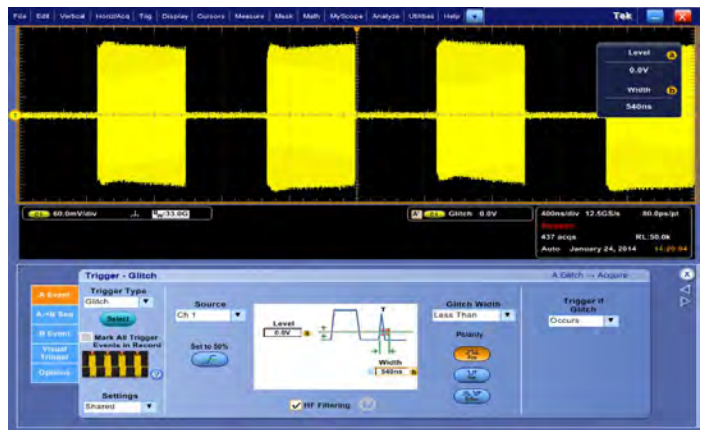 File Edit Vertical Horiz/Acq Trig Display Cursors Measure Mask Math MyScope Analyze Utilities Help
Tek
X
Level a
0.0V
Width b
540ns
C1 60.0mV/div
33.0G
A' C1 Glitch 0.0V
400ns/div 12.5GS/s 80.0ps/pt
437 acqs RL:50.0k
Auto January 24, 2014
Trigger - Glitch
A Glitch → Acquire
X
A Event
A->B Seq
B Event
Visual
Trigger
Options
Trigger Type
Glitch
Select
Mark All Trigger
Events in Record
Settings
Shared
Source
Ch 1
Set to 50%
Level
0.0V a
T
Width
540ns b
HF Filtering
Glitch Width
Less Than
Polarity
Pos
Trigger if
Glitch
Occurs